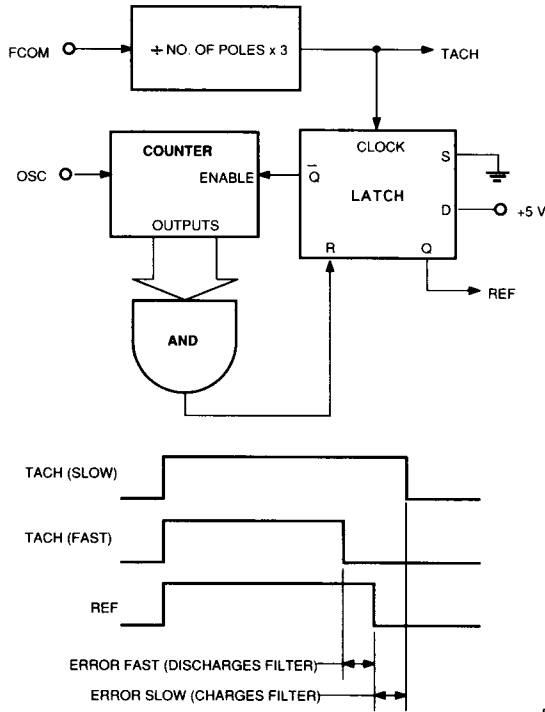 FCOM
÷ NO. OF POLES x 3
TACH
OSC
COUNTER
ENABLE
OUTPUTS
CLOCK
Q
LATCH
S
D
+5 V
R
Q
REF
AND
TACH (SLOW)
TACH (FAST)
REF
ERROR FAST (DISCHARGES FILTER)
ERROR SLOW (CHARGES FILTER)